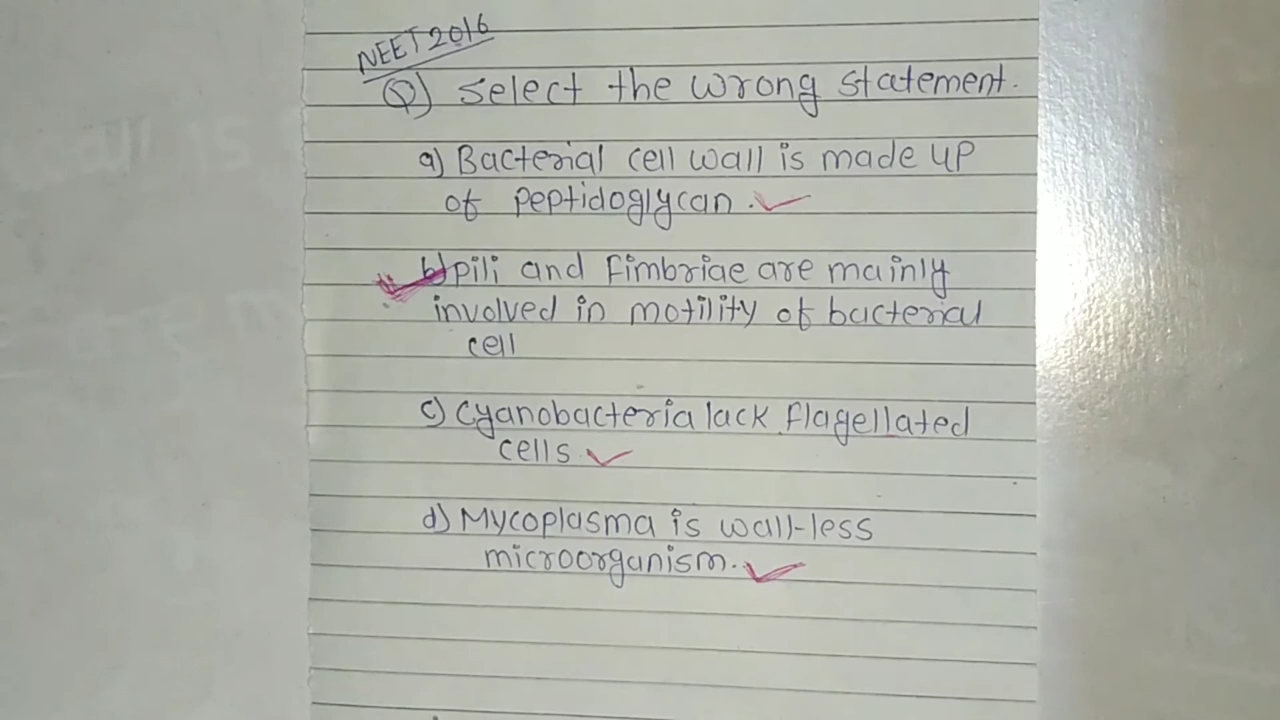 NEET 2016
Q) Select the wrong statement.
a) Bacterial cell wall is made up
of peptidoglycan.
b) pili and Fimbriae are mainly
involved in motility of bacterial
cell
c) Cyanobacteria lack flagellated
cells
d) Mycoplasma is wall-less
microorganism.